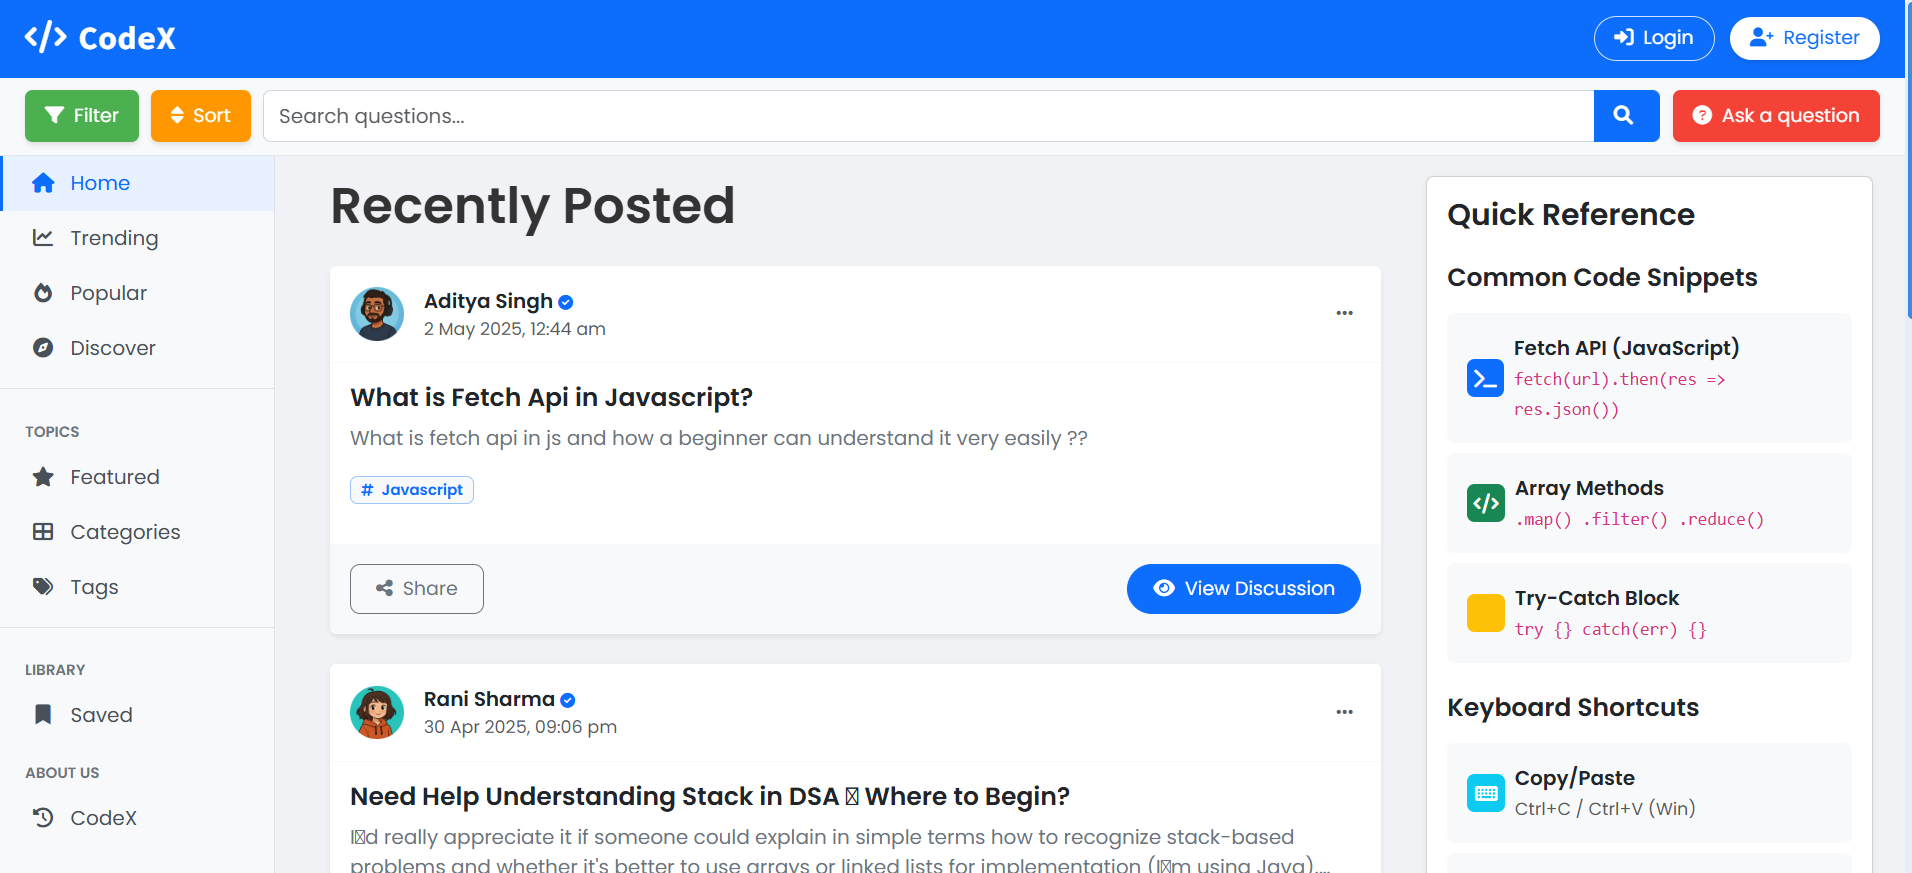 </> CodeX
Login
Register
Filter
Sort
Search questions...
Ask a question
Home
Trending
Popular
Discover
TOPICS
Featured
Categories
Tags
LIBRARY
Saved
ABOUT US
CodeX
Recently Posted
Aditya Singh
2 May 2025, 12:44 am
What is Fetch Api in Javascript?
What is fetch api in js and how a beginner can understand it very easily ??
# Javascript
Share
View Discussion
Rani Sharma
30 Apr 2025, 09:06 pm
Need Help Understanding Stack in DSA Where to Begin?
I▯d really appreciate it if someone could explain in simple terms how to recognize stack-based
problems and whether it's better to use arrays or linked lists for implementation (I▯m using Java)....
Quick Reference
Common Code Snippets
Fetch API (JavaScript)
fetch(url).then(res =>
res.json())
Array Methods
.map() .filter() .reduce()
Try-Catch Block
try {} catch(err) {}
Keyboard Shortcuts
Copy/Paste
Ctrl+C / Ctrl+V (Win)